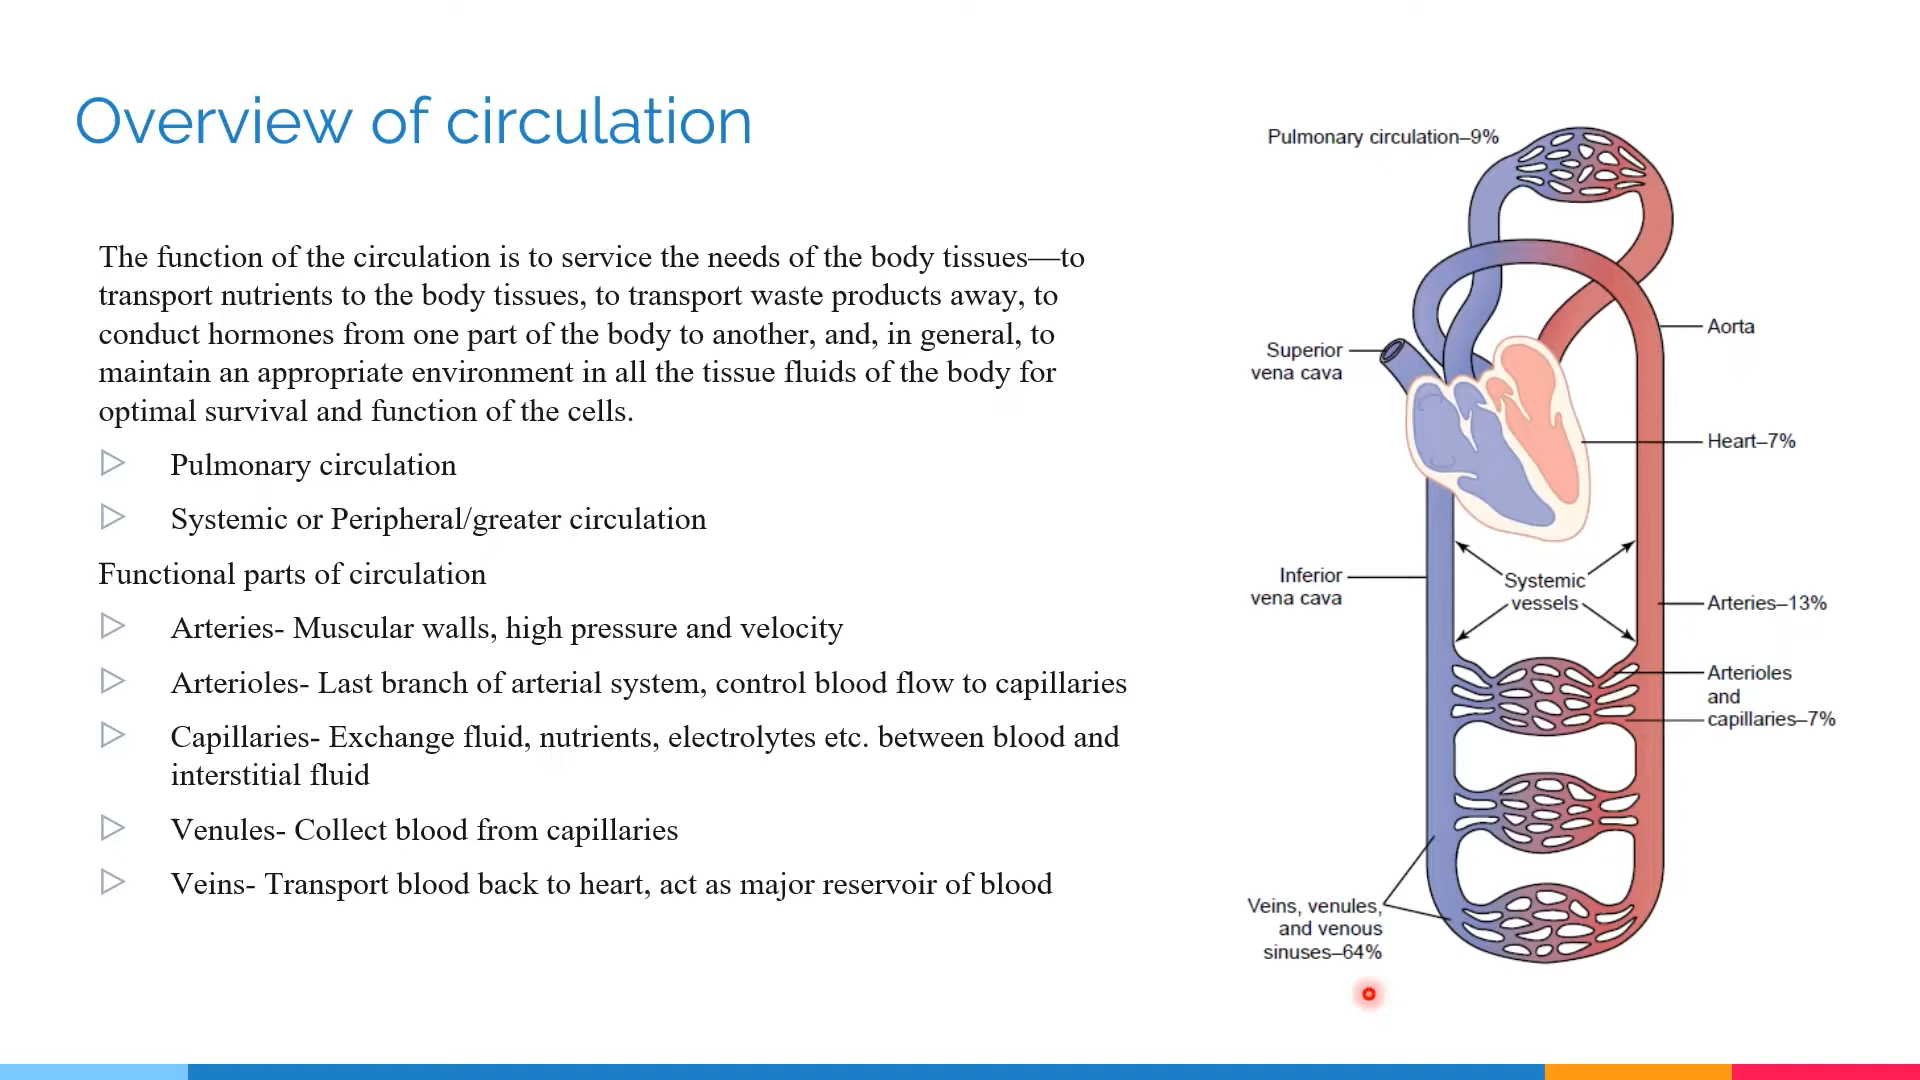 Overview of circulation
The function of the circulation is to service the needs of the body tissues—to
transport nutrients to the body tissues, to transport waste products away, to
conduct hormones from one part of the body to another, and, in general, to
maintain an appropriate environment in all the tissue fluids of the body for
optimal survival and function of the cells.
Pulmonary circulation
Systemic or Peripheral/greater circulation
Functional parts of circulation
Arteries- Muscular walls, high pressure and velocity
Arterioles- Last branch of arterial system, control blood flow to capillaries
Capillaries- Exchange fluid, nutrients, electrolytes etc. between blood and
interstitial fluid
Venules- Collect blood from capillaries
Veins- Transport blood back to heart, act as major reservoir of blood
Pulmonary circulation–9%
Aorta
Superior
vena cava
Heart–7%
Inferior
vena cava
Systemic
vessels
Arteries–13%
Arterioles
and
capillaries–7%
Veins, venules,
and venous
sinuses–64%